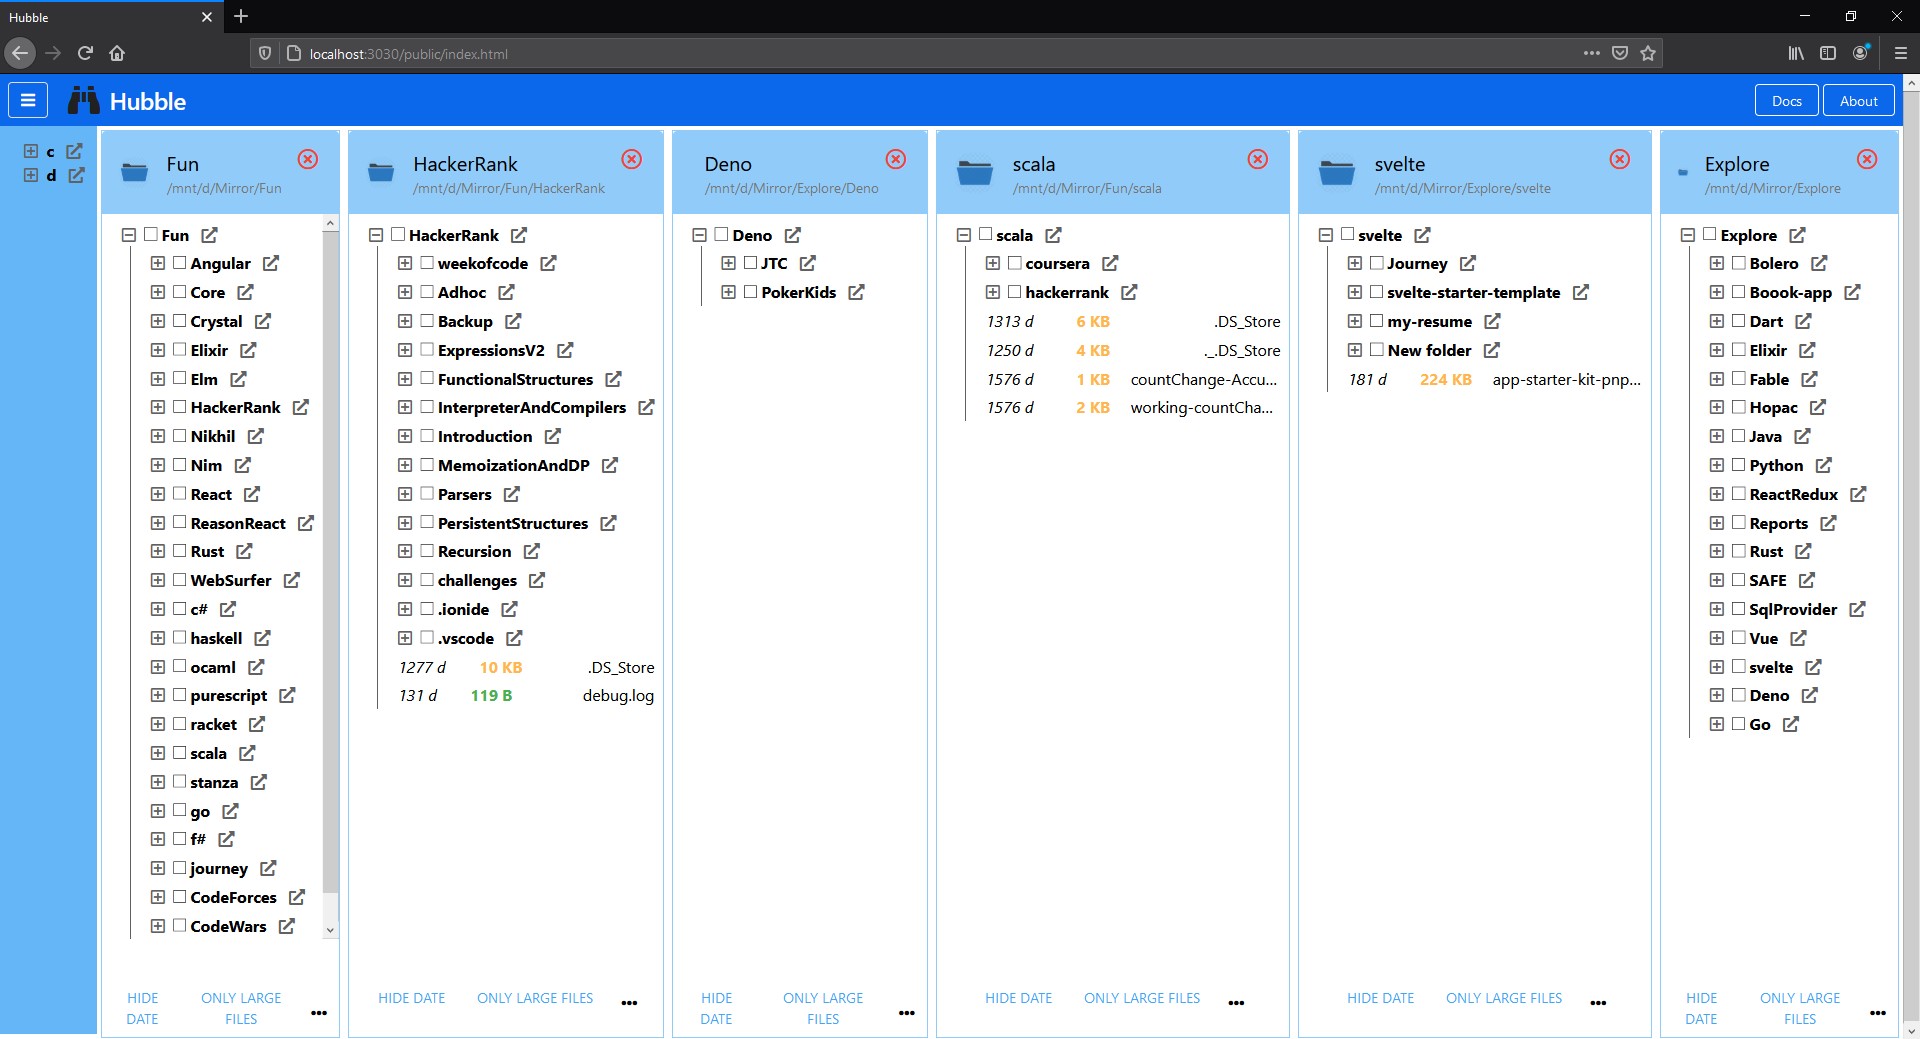 Hubble
localhost:3030/public/index.html
Hubble
Docs
About
c
d
Fun
/mnt/d/Mirror/Fun
Fun
Angular
Core
Crystal
Elixir
Elm
HackerRank
Nikhil
Nim
React
ReasonReact
Rust
WebSurfer
c#
haskell
ocaml
purescript
racket
scala
stanza
go
f#
journey
CodeForces
CodeWars
HIDE DATE
ONLY LARGE FILES
HackerRank
/mnt/d/Mirror/Fun/HackerRank
HackerRank
weekofcode
Adhoc
Backup
ExpressionsV2
FunctionalStructures
InterpreterAndCompilers
Introduction
MemoizationAndDP
Parsers
PersistentStructures
Recursion
challenges
.ionide
.vscode
1277 d 10 KB .DS_Store
131 d 119 B debug.log
HIDE DATE ONLY LARGE FILES
Deno
/mnt/d/Mirror/Explore/Deno
Deno
JTC
PokerKids
HIDE DATE
ONLY LARGE FILES
scala
/mnt/d/Mirror/Fun/scala
scala
coursera
hackerrank
1313 d 6 KB .DS_Store
1250 d 4 KB ._.DS_Store
1576 d 1 KB countChange-Accu...
1576 d 2 KB working-countCha...
HIDE DATE ONLY LARGE FILES
svelte
/mnt/d/Mirror/Explore/svelte
svelte
Journey
svelte-starter-template
my-resume
New folder
181 d 224 KB app-starter-kit-pnp...
HIDE DATE ONLY LARGE FILES
Explore
/mnt/d/Mirror/Explore
Explore
Bolero
Boook-app
Dart
Elixir
Fable
Hopac
Java
Python
ReactRedux
Reports
Rust
SAFE
SqlProvider
Vue
svelte
Deno
Go
HIDE DATE
ONLY LARGE FILES